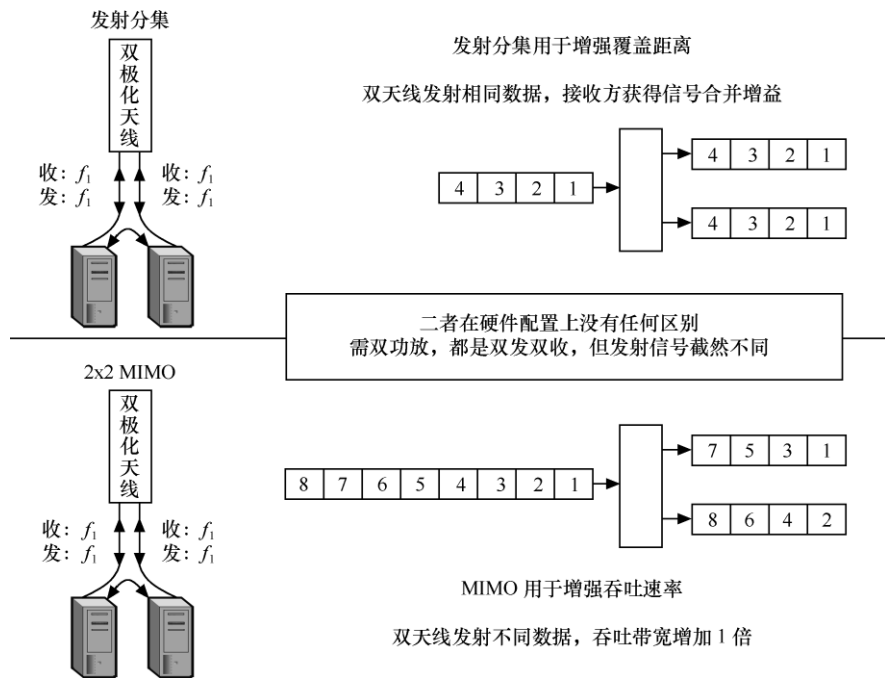 发射分集
双极化天线
收：f₁
发：f₁
收：f₁
发：f₁
发射分集用于增强覆盖距离
双天线发射相同数据，接收方获得信号合并增益
4 3 2 1
4 3 2 1
4 3 2 1
二者在硬件配置上没有任何区别
需双功放，都是双发双收，但发射信号截然不同
2x2 MIMO
双极化天线
收：f₁
发：f₁
收：f₁
发：f₁
8 7 6 5 4 3 2 1
7 5 3 1
8 6 4 2
MIMO 用于增强吞吐速率
双天线发射不同数据，吞吐带宽增加 1 倍